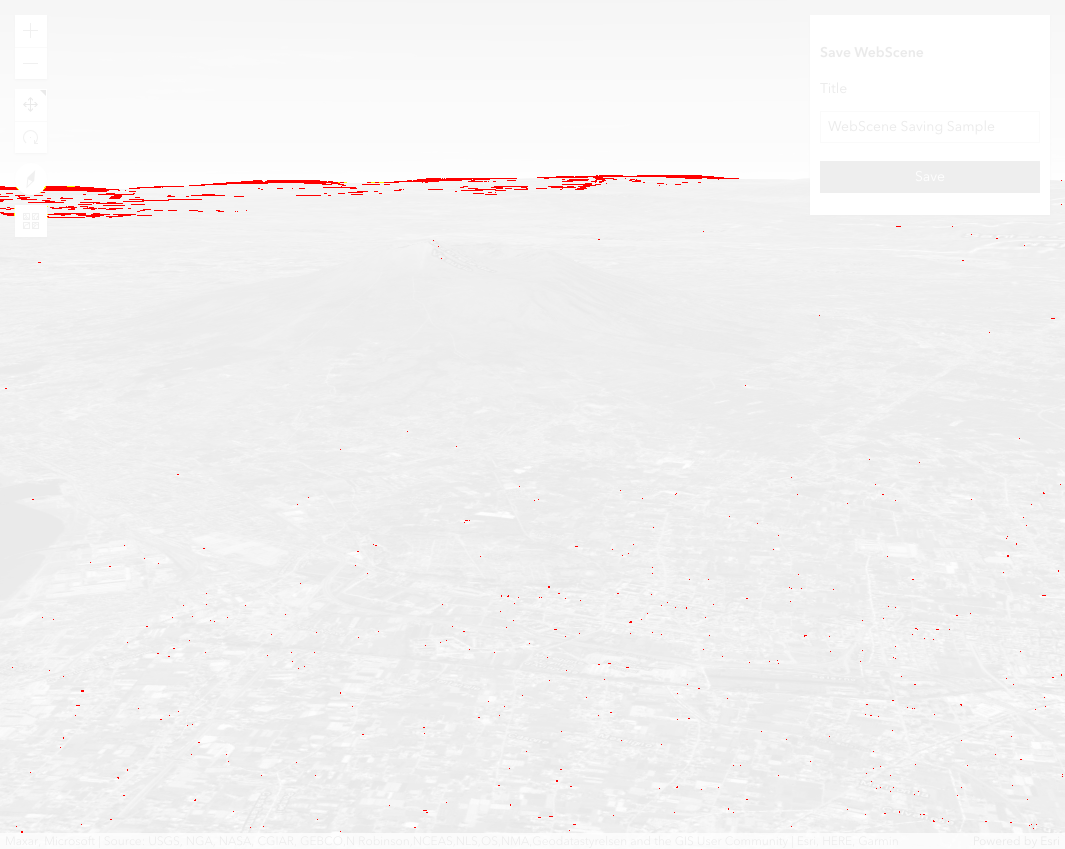 Save WebScene
Title
WebScene Saving Sample
Save
Maxar, Microsoft | Source: USGS, NGA, NASA, CGIAR, GEBCO,N Robinson,NCEAS,NLS,OS,NMA,Geodatastyrelsen and the GIS User Community | Esri, HERE, Garmin
Powered by Esri